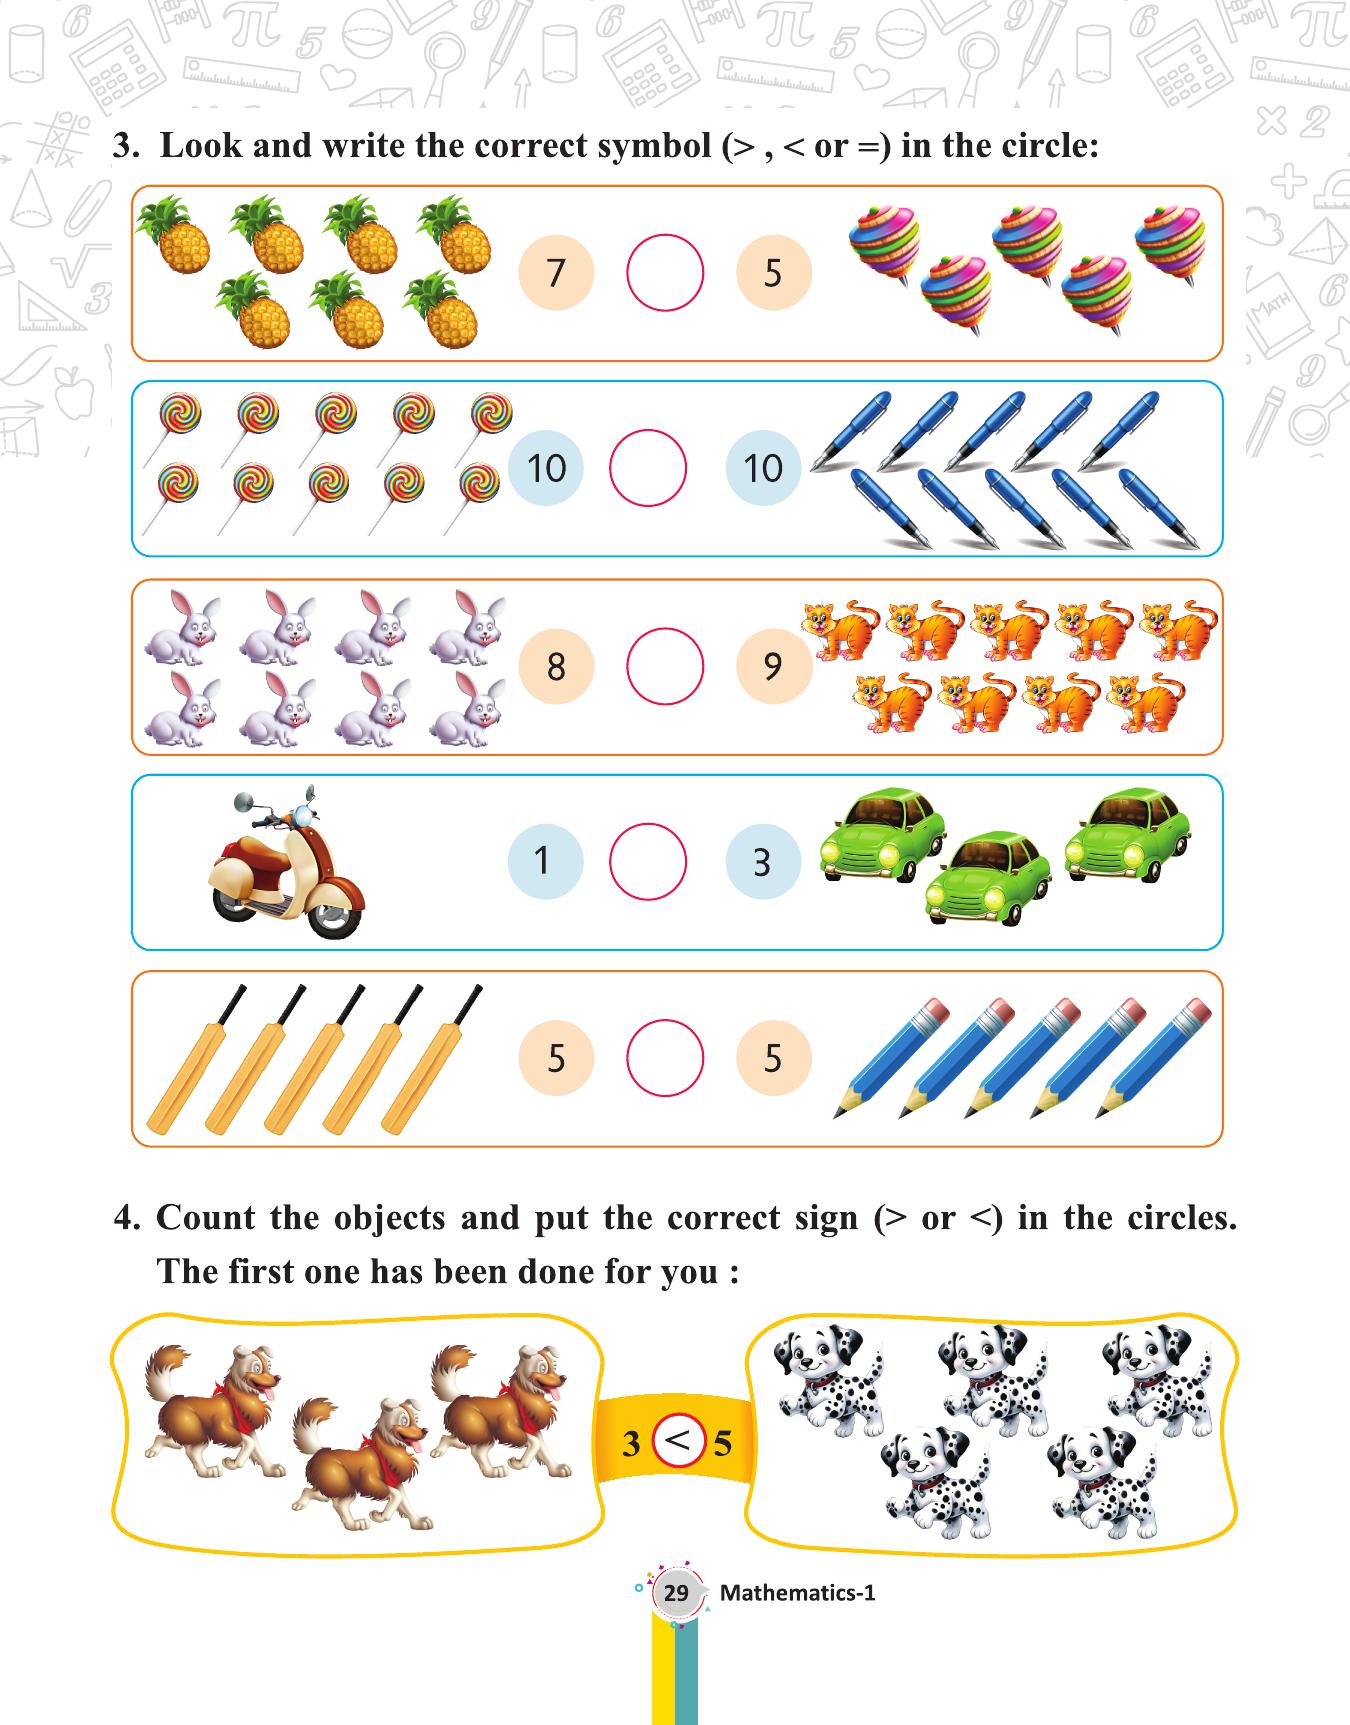 3. Look and write the correct symbol (> , < or =) in the circle:
7 5
10 10
8 9
1 3
5 5
4. Count the objects and put the correct sign (> or <) in the circles.
The first one has been done for you :
3 < 5
29 Mathematics-1